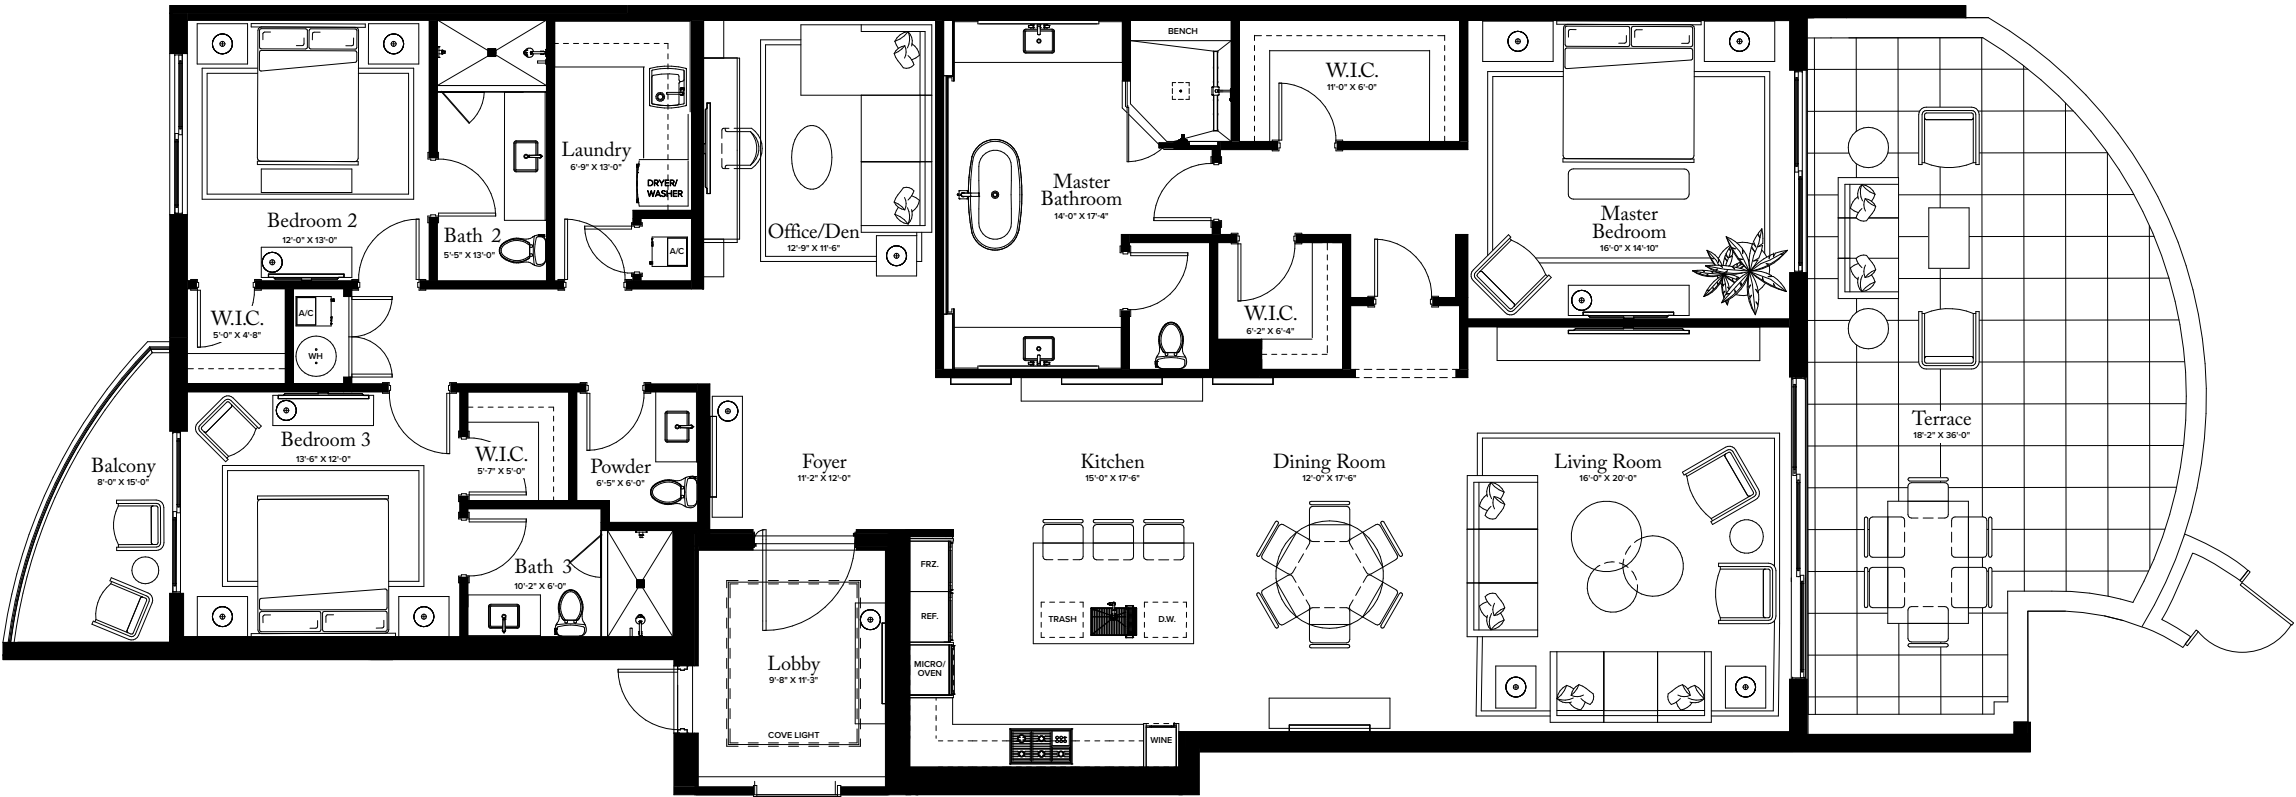 BENCH
W.I.C.
11'-0" X 6'-0"
Laundry
6'-9" X 13'-0"
DRYER/
WASHER
Master
Bathroom
14'-0" X 17'-4"
Bedroom 2
12'-0" X 13'-0"
Bath 2
5'-5" X 13'-0"
A/C
Office/Den
12'-9" X 11'-6"
Master
Bedroom
16'-0" X 14'-10"
W.I.C.
5'-0" X 4'-8"
A/C
WH
W.I.C.
6'-2" X 6'-4"
Terrace
18'-2" X 36'-0"
Bedroom 3
13'-6" X 12'-0"
Balcony
8'-0" X 15'-0"
W.I.C.
5'-7" X 5'-0"
Powder
6'-5" X 6'-0"
Foyer
11'-2" X 12'-0"
Kitchen
15'-0" X 17'-6"
Dining Room
12'-0" X 17'-6"
Living Room
16'-0" X 20'-0"
Bath 3
10'-2" X 6'-0"
FRZ.
REF.
TRASH
D.W.
MICRO/
OVEN
Lobby
9'-8" X 11'-3"
COVE LIGHT
WINE